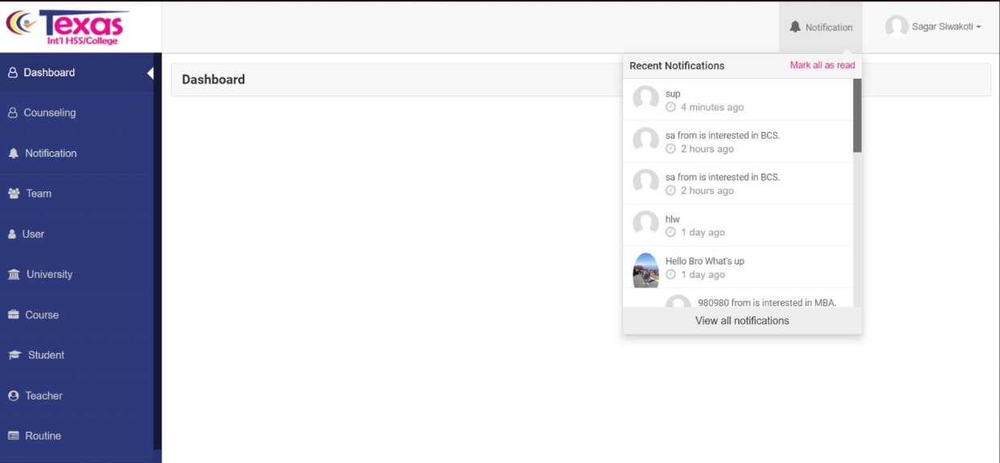 Texas
Int'l HSS/College
Notification
Sagar Siwakoti
Dashboard
Counseling
Notification
Team
User
University
Course
Student
Teacher
Routine
Dashboard
Recent Notifications
Mark all as read
sup
4 minutes ago
sa from is interested in BCS.
2 hours ago
sa from is interested in BCS.
2 hours ago
hlw
1 day ago
Hello Bro What's up
1 day ago
980980 from is interested in MBA.
View all notifications